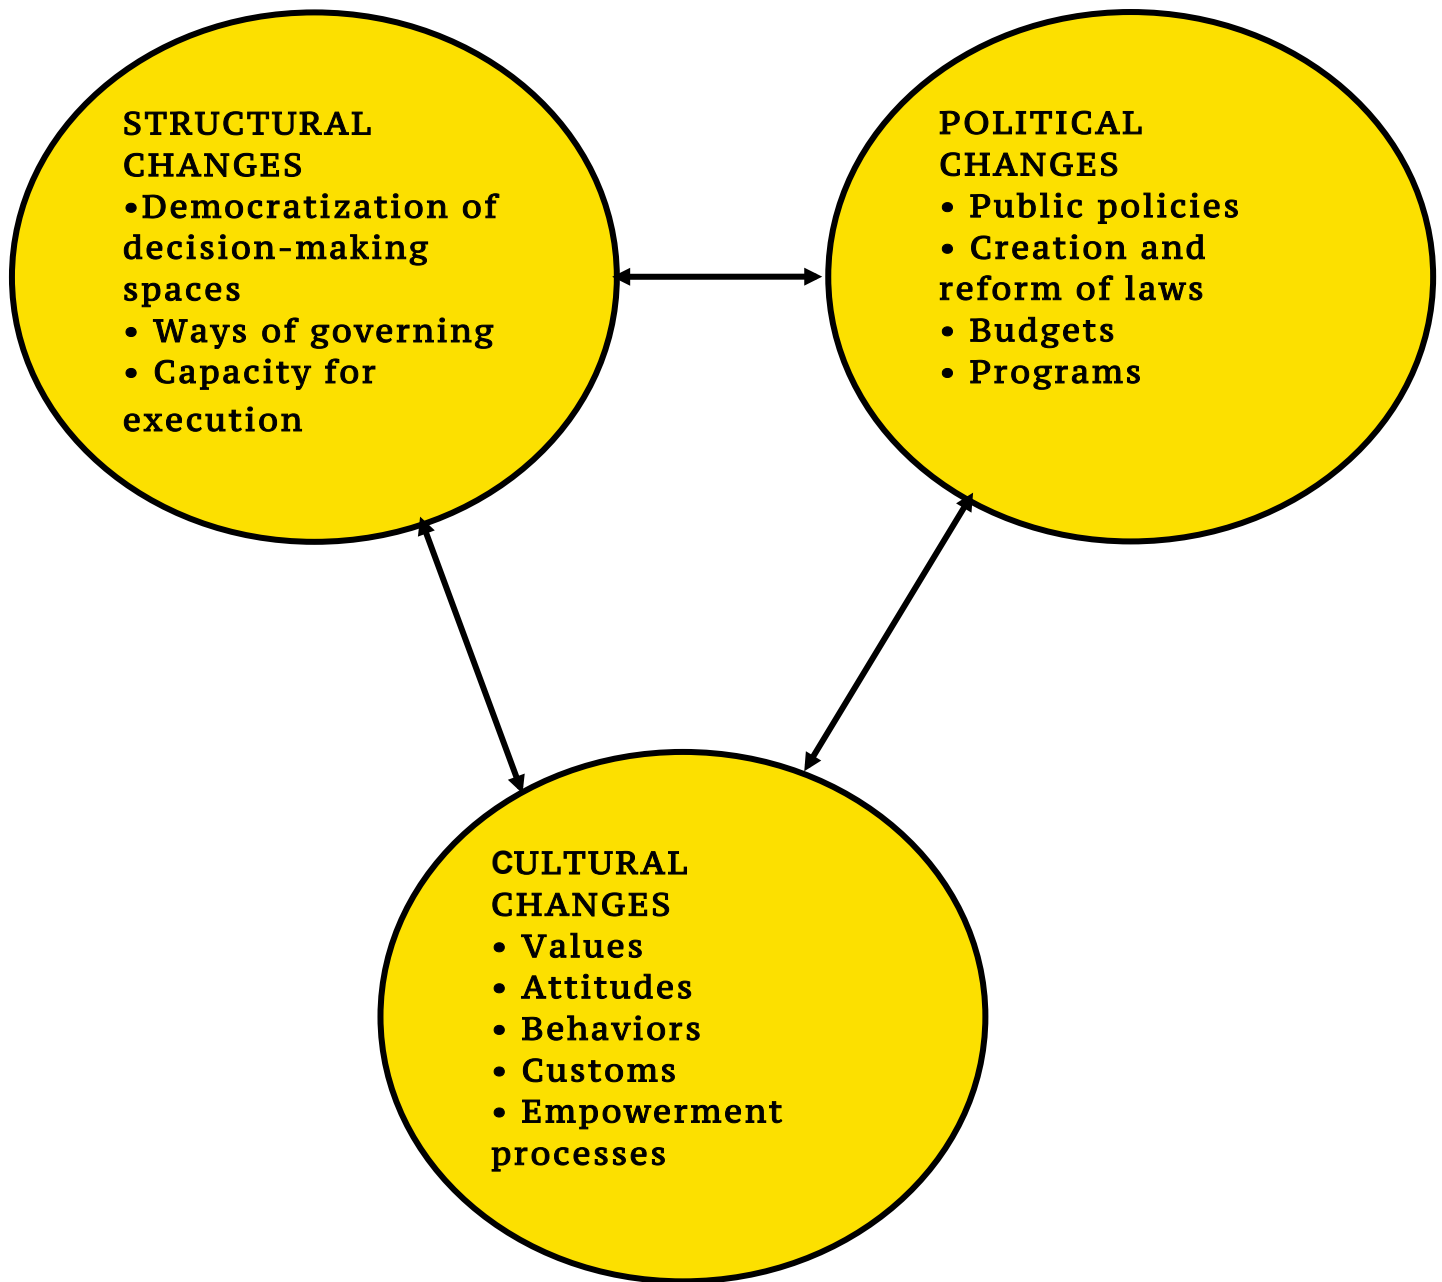 STRUCTURAL
CHANGES
•Democratization of
decision-making
spaces
• Ways of governing
• Capacity for
execution
POLITICAL
CHANGES
• Public policies
• Creation and
reform of laws
• Budgets
• Programs
CULTURAL
CHANGES
• Values
• Attitudes
• Behaviors
• Customs
• Empowerment
processes